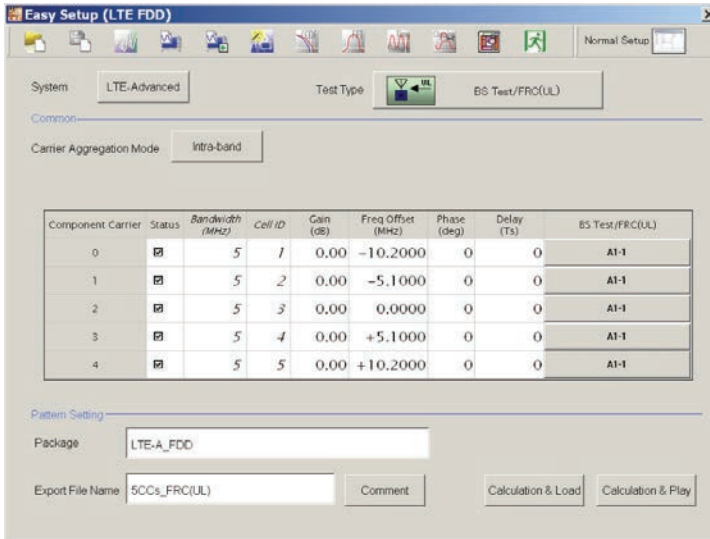 Easy Setup (LTE FDD)
Normal Setup
System LTE-Advanced Test Type UL BS Test/FRC(UL)
Common
Carrier Aggregation Mode Intra-band
Component Carrier Status Bandwidth (MHz) Cell ID Gain (dB) Freq Offset (MHz) Phase (deg) Delay (Ts) BS Test/FRC(UL)
0 5 1 0.00 -10.2000 0 0 A1-1
1 5 2 0.00 -5.1000 0 0 A1-1
2 5 3 0.00 0.0000 0 0 A1-1
3 5 4 0.00 +5.1000 0 0 A1-1
4 5 5 0.00 +10.2000 0 0 A1-1
Pattern Setting
Package LTE-A_FDD
Export File Name 5CCs_FRC(UL) Comment Calculation & Load Calculation & Play